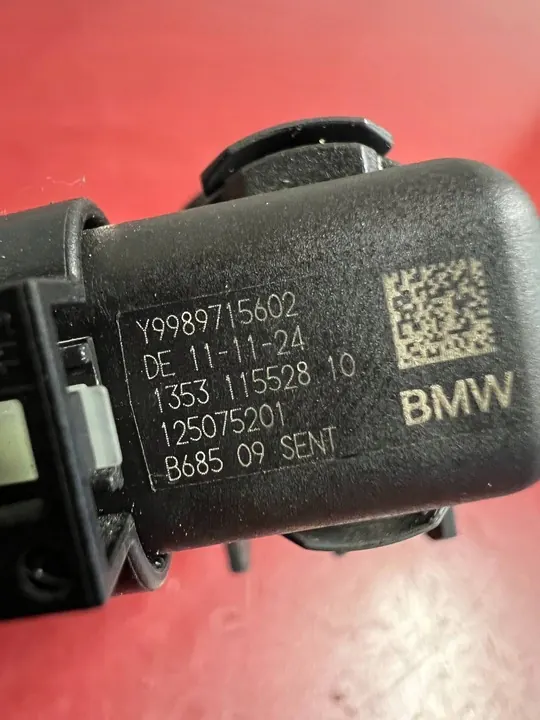 Y9989715602
DE 11-11-24
1353 115528 10
125075201
B685 09 SENT
BMW